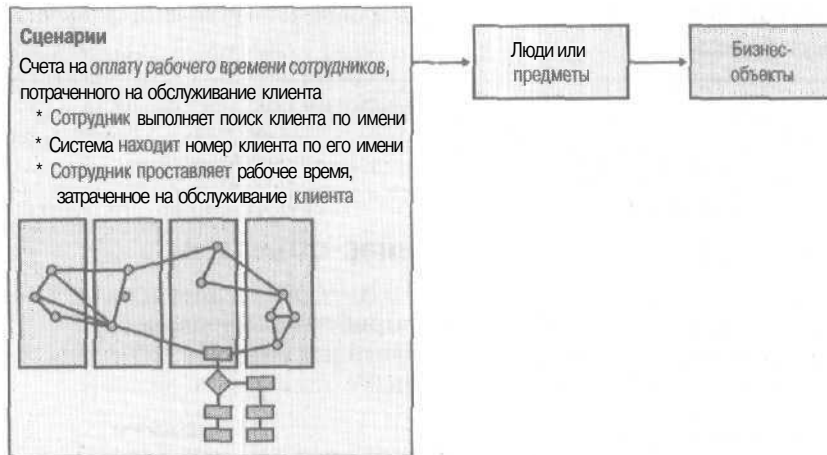 Сценарии
Счета на оплату рабочего времени сотрудников,
потраченного на обслуживание клиента
* Сотрудник выполняет поиск клиента по имени
* Система находит номер клиента по его имени
* Сотрудник проставляет рабочее время,
затраченное на обслуживание клиента
Люди или
предметы
Бизнес-
объекты